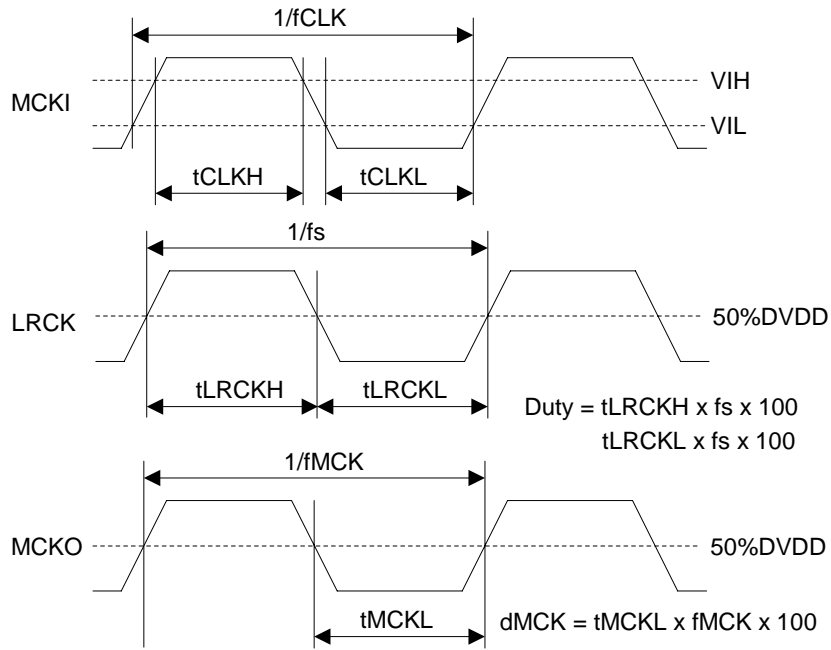 1/fCLK
MCKI
VIH
VIL
tCLKH
tCLKL
1/fs
LRCK
50%DVDD
tLRCKH
tLRCKL
Duty = tLRCKH x fs x 100
tLRCKL x fs x 100
1/fMCK
MCKO
50%DVDD
tMCKL
dMCK = tMCKL x fMCK x 100